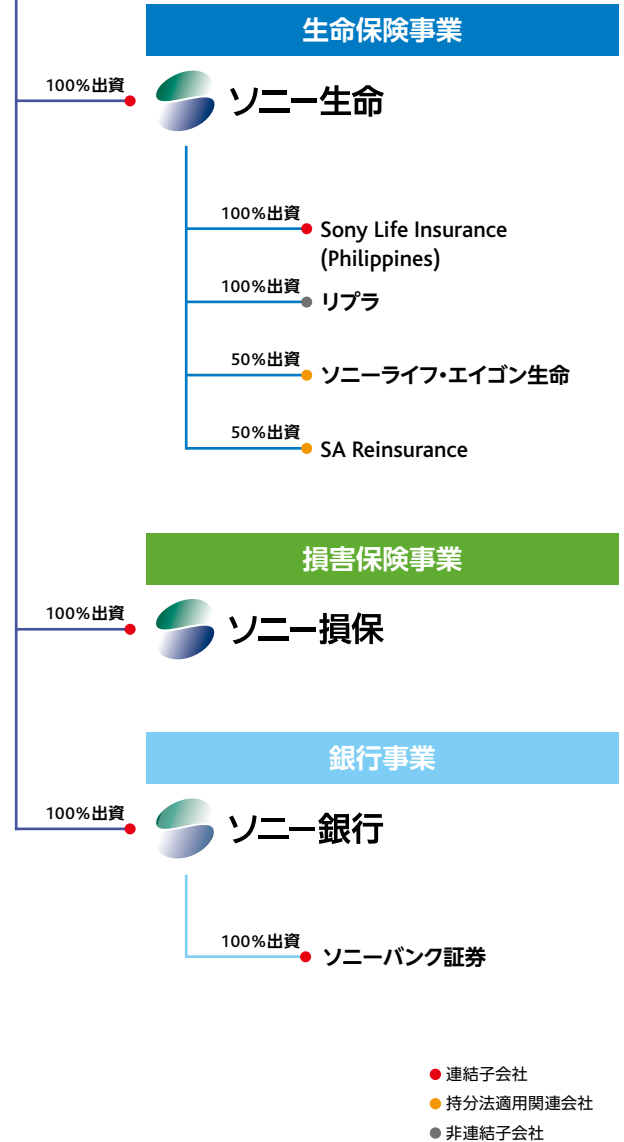 生命保険事業
100%出資
ソニー生命
100%出資
Sony Life Insurance
(Philippines)
100%出資
リプラ
50%出資
ソニーライフ・エイゴン生命
50%出資
SA Reinsurance
損害保険事業
100%出資
ソニー損保
銀行事業
100%出資
ソニー銀行
100%出資
ソニーバンク証券
連結子会社
持分法適用関連会社
非連結子会社